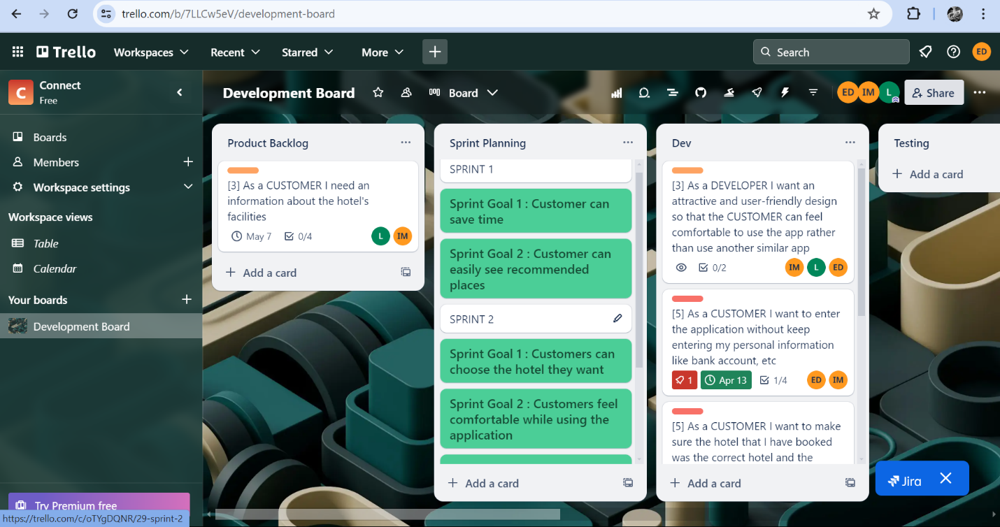 trello.com/b/7LLCw5eV/development-board
Trello
Workspaces
Recent
Starred
More
Search
ED
C
Connect
Free
Boards
Members
Workspace settings
Workspace views
Table
Calendar
Your boards
Development Board
Try Premium free
https://trello.com/c/oTYgDQNR/29-sprint-2
Development Board
Board
ED
IM
L
Share
Product Backlog
[3] As a CUSTOMER I need an
information about the hotel's
facilities
May 7
0/4
L
IM
Add a card
Sprint Planning
SPRINT 1
Sprint Goal 1 : Customer can
save time
Sprint Goal 2 : Customer can
easily see recommended
places
SPRINT 2
Sprint Goal 1 : Customers can
choose the hotel they want
Sprint Goal 2 : Customers feel
comfortable while using the
application
Add a card
Dev
[3] As a DEVELOPER I want an
attractive and user-friendly design
so that the CUSTOMER can feel
comfortable to use the app rather
than use another similar app
0/2
IM
L
ED
[5] As a CUSTOMER I want to enter
the application without keep
entering my personal information
like bank account, etc
1
Apr 13
1/4
ED
IM
[5] As a CUSTOMER I want to make
sure the hotel that I have booked
was the correct hotel and the
Add a card
Testing
Add a card
Jira